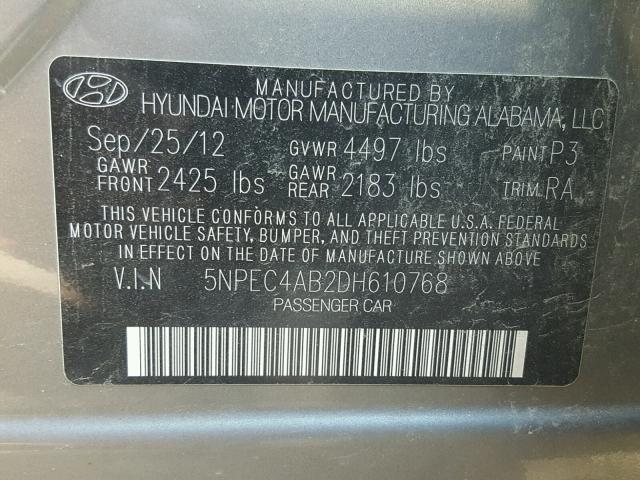 MANUFACTURED BY
HYUNDAI MOTOR MANUFACTURING ALABAMA, LLC
Sep/25/12 GVWR 4497 lbs PAINT P3
GAWR FRONT 2425 lbs GAWR REAR 2183 lbs TRIM RA
THIS VEHICLE CONFORMS TO ALL APPLICABLE U.S.A. FEDERAL
MOTOR VEHICLE SAFETY, BUMPER, AND THEFT PREVENTION STANDARDS
IN EFFECT ON THE DATE OF MANUFACTURE SHOWN ABOVE.
V.I.N 5NPEC4AB2DH610768
PASSENGER CAR